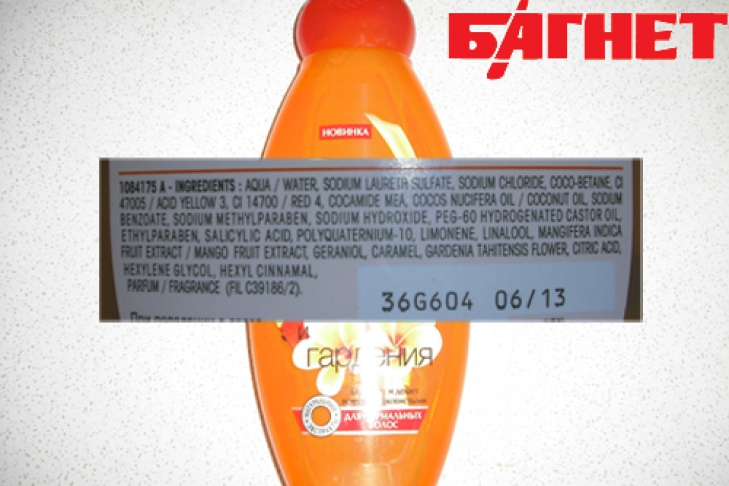 БАГНЕТ
НОВИНКА
1084175 A - INGREDIENTS : AQUA / WATER, SODIUM LAURETH SULFATE, SODIUM CHLORIDE, COCO-BETAINE, CI
47005 / ACID YELLOW 3, CI 14700 / RED 4, COCAMIDE MEA, COCOS NUCIFERA OIL / COCONUT OIL, SODIUM
BENZOATE, SODIUM METHYLPARABEN, SODIUM HYDROXIDE, PEG-60 HYDROGENATED CASTOR OIL,
ETHYLPARABEN, SALICYLIC ACID, POLYQUATERNIUM-10, LIMONENE, LINALOOL, MANGIFERA INDICA
FRUIT EXTRACT / MANGO FRUIT EXTRACT, GERANIOL, CARAMEL, GARDENIA TAHITENSIS FLOWER, CITRIC ACID,
HEXYLENE GLYCOL, HEXYL CINNAMAL,
PARFUM / FRAGRANCE (FIL C39186/2).
36G604 06/13
и
гардения
ДЛЯ НОРМАЛЬНЫХ
ВОЛОС